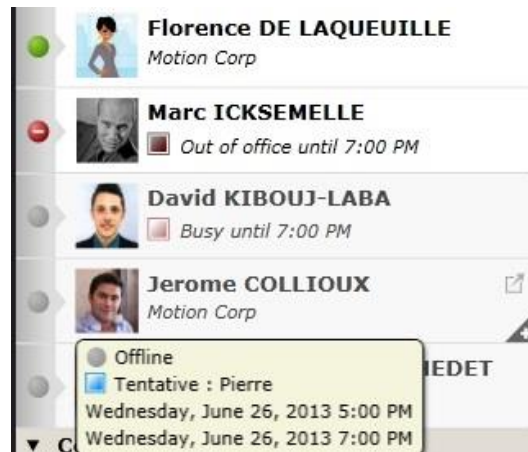 Florence DE LAQUEUILLE
Motion Corp
Marc ICKSEMELLE
Out of office until 7:00 PM
David KIBOUJ-LABA
Busy until 7:00 PM
Jerome COLLIOUX
Motion Corp
Offline
Tentative : Pierre
Wednesday, June 26, 2013 5:00 PM
Wednesday, June 26, 2013 7:00 PM